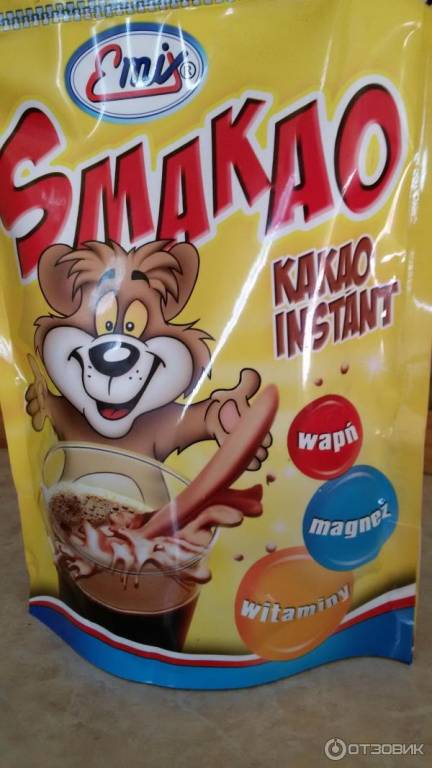 Emix®
SMAKAO
KAKAO
INSTANT
wapń
magnez
witaminy
ОТЗОВИК